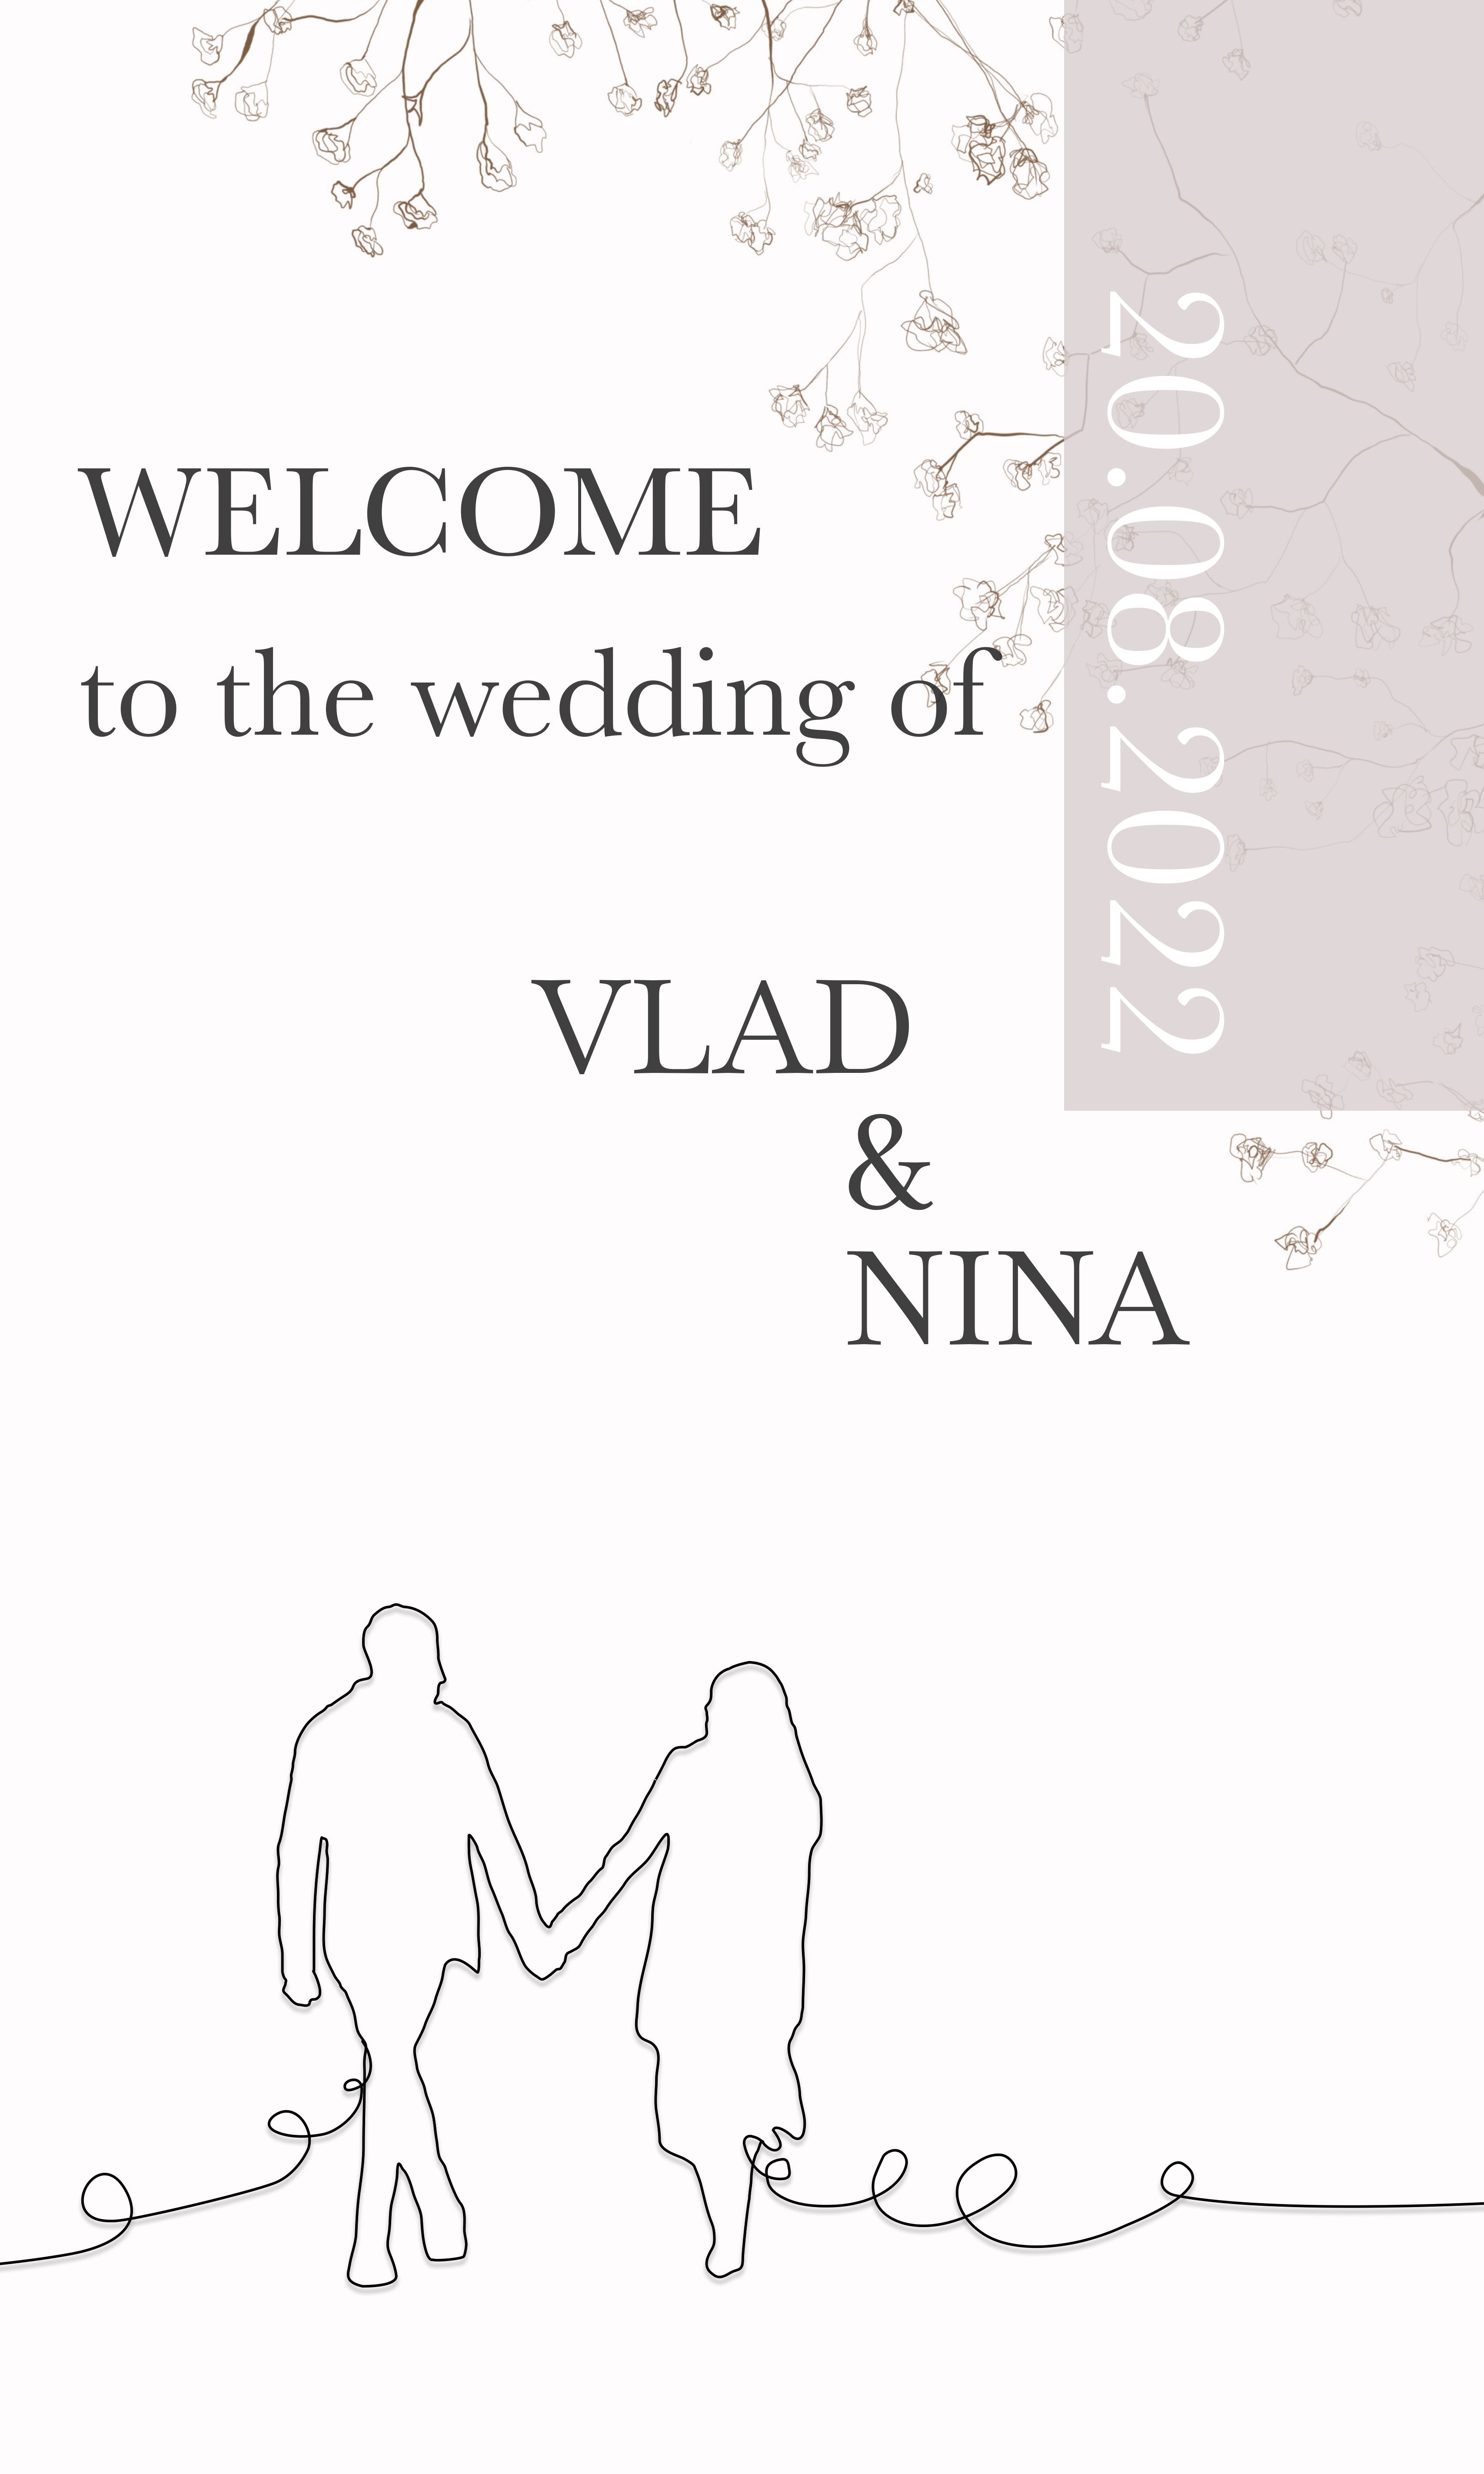 WELCOME
to the wedding of
VLAD
&
NINA
20.08.2022